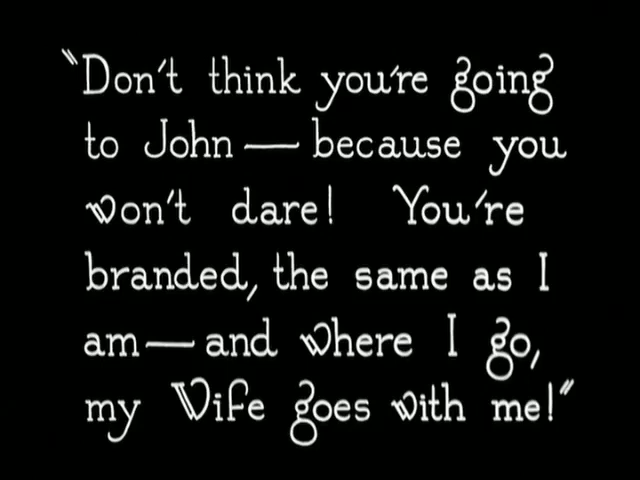 "Don't think you're going
to John — because you
won't dare! You're
branded, the same as I
am — and where I go,
my Wife goes with me!"